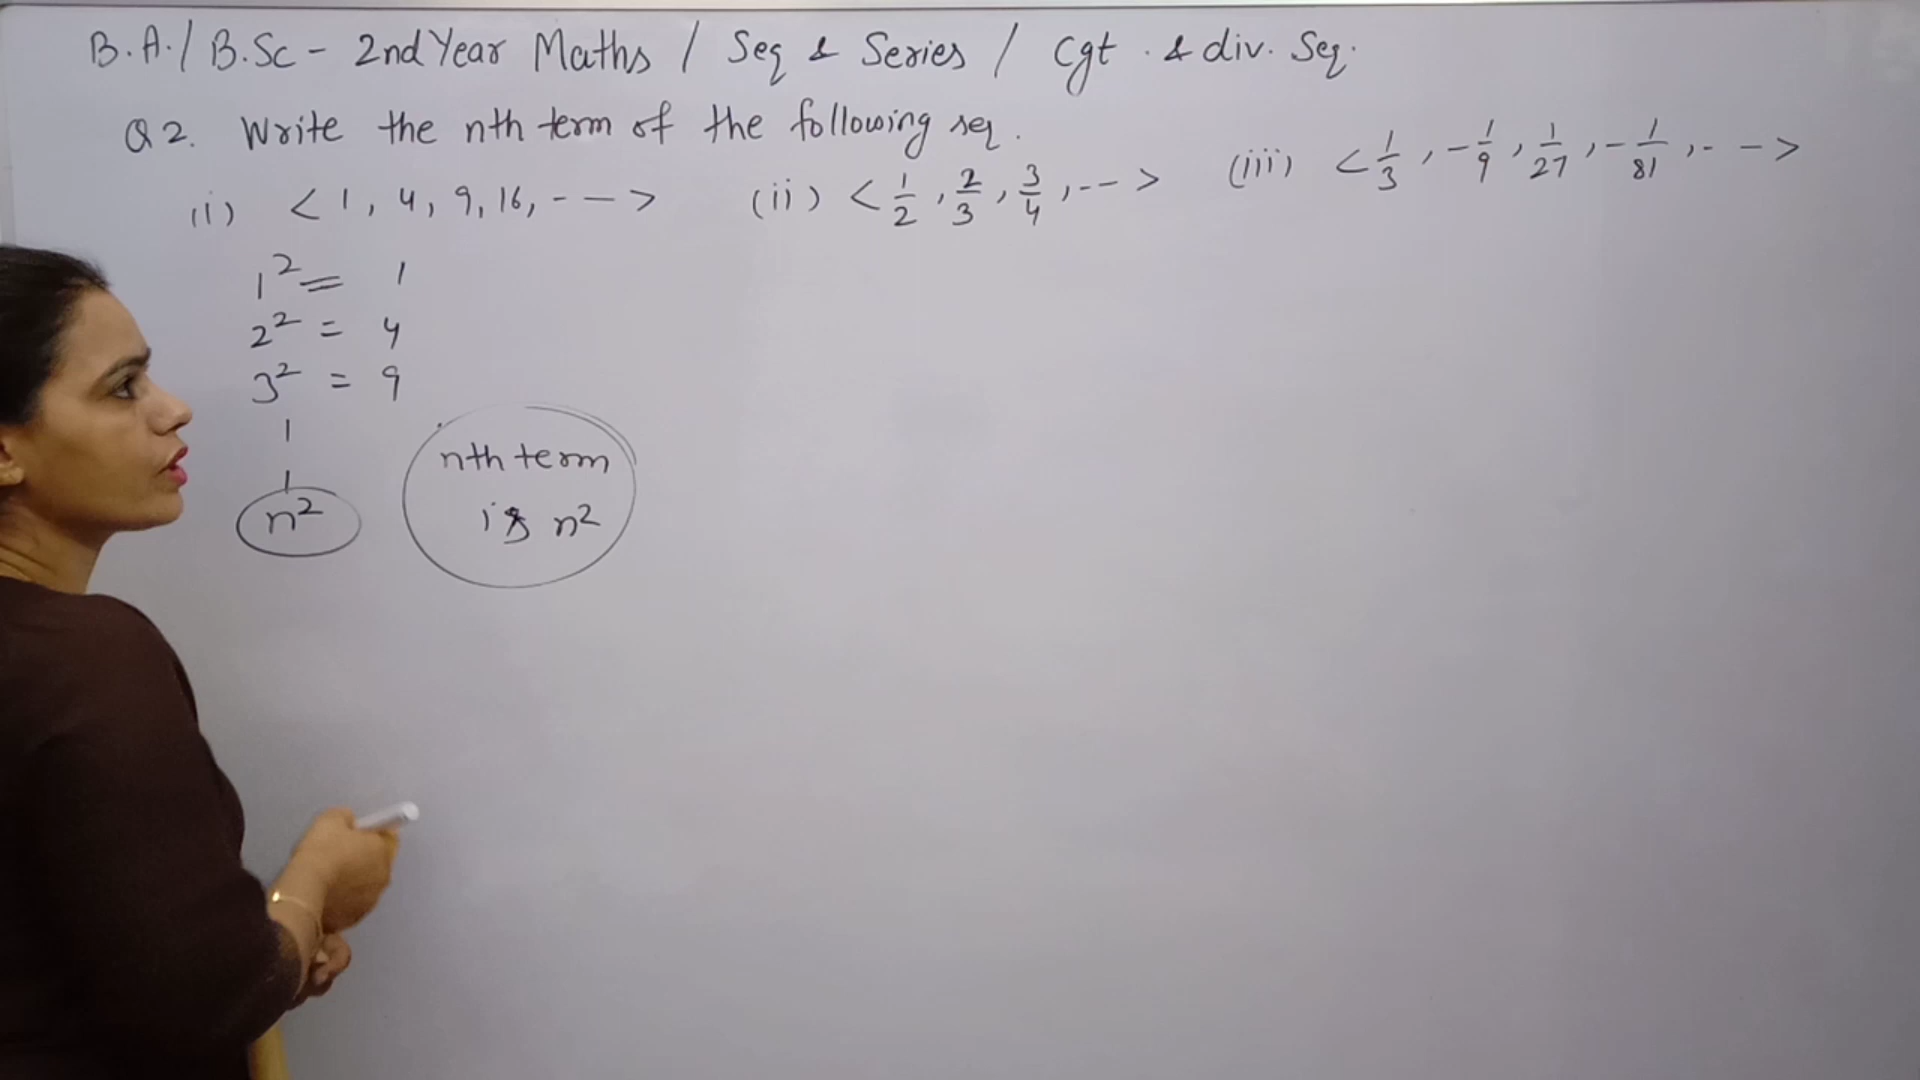 B.A./ B.Sc - 2nd Year Maths / Seq & Series / Cgt. & div. Seq.
Q2. Write the nth term of the following seq.
(i) <1, 4, 9, 16, - - > (ii) <1/2, 2/3, 3/4, - - > (iii) <1/3, -1/9, 1/27, -1/81, - - >
1² = 1
2² = 4
3² = 9
n²
nth term
is n²